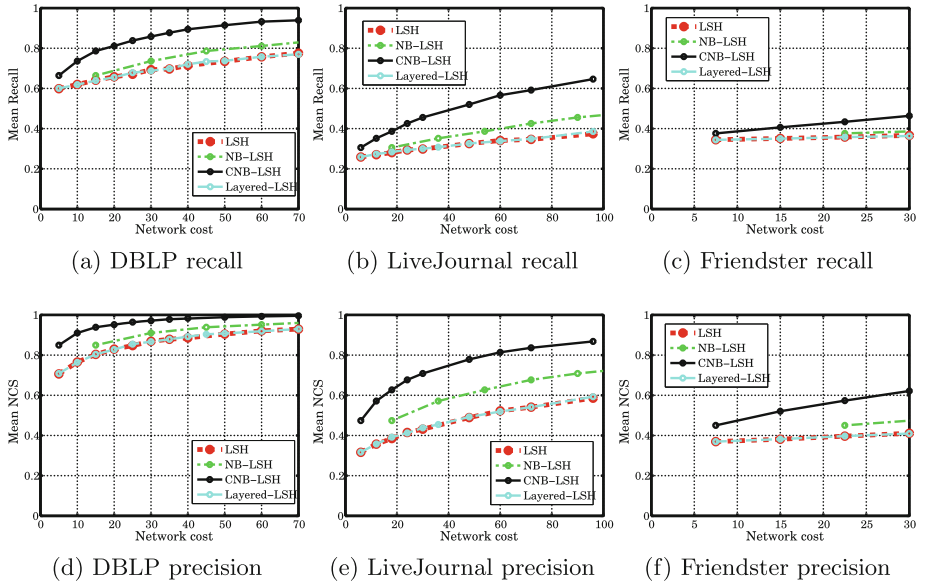 1
0.8
0.6
0.4
0.2
0
Mean Recall
0 10 20 30 40 50 60 70
Network cost
LSH
NB-LSH
CNB-LSH
Layered-LSH
(a) DBLP recall
1
0.8
0.6
0.4
0.2
0
Mean Recall
0 20 40 60 80 100
Network cost
LSH
NB-LSH
CNB-LSH
Layered-LSH
(b) LiveJournal recall
1
0.8
0.6
0.4
0.2
0
Mean Recall
0 5 10 15 20 25 30
Network cost
LSH
NB-LSH
CNB-LSH
Layered-LSH
(c) Friendster recall
1
0.8
0.6
0.4
0.2
0
Mean NCS
0 10 20 30 40 50 60 70
Network cost
LSH
NB-LSH
CNB-LSH
Layered-LSH
(d) DBLP precision
1
0.8
0.6
0.4
0.2
0
Mean NCS
0 20 40 60 80 100
Network cost
LSH
NB-LSH
CNB-LSH
Layered-LSH
(e) LiveJournal precision
1
0.8
0.6
0.4
0.2
0
Mean NCS
0 5 10 15 20 25 30
Network cost
LSH
NB-LSH
CNB-LSH
Layered-LSH
(f) Friendster precision